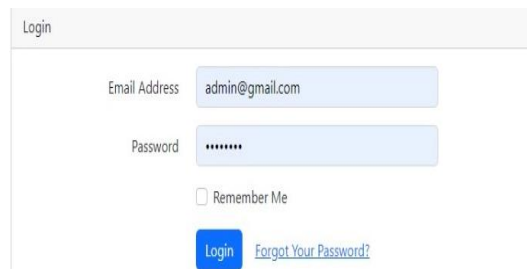 Login
Email Address admin@gmail.com
Password ••••••••
Remember Me
Login Forgot Your Password?